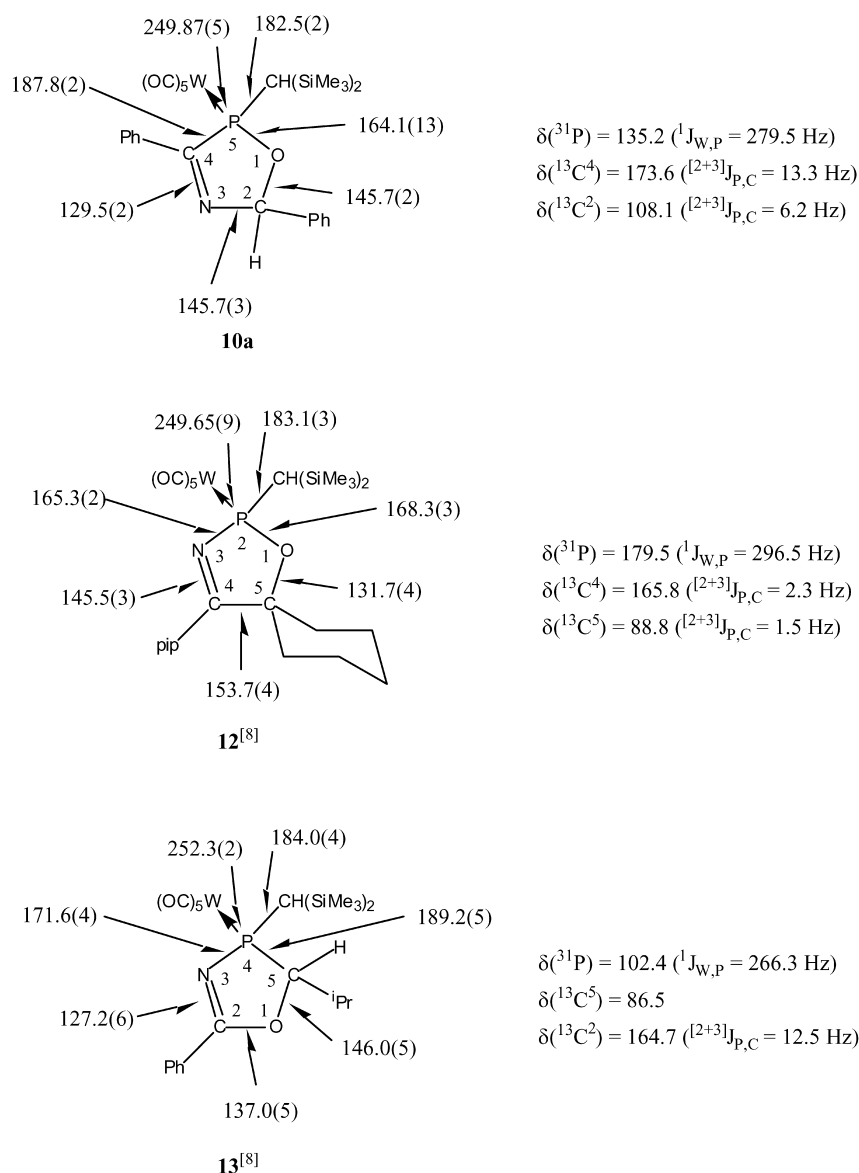 249.87(5)
182.5(2)
187.8(2)
(OC)5W
CH(SiMe3)2
P
164.1(13)
Ph
5
4
1
O
129.5(2)
3
2
145.7(2)
N
C
Ph
H
145.7(3)
10a
δ(31P) = 135.2 (1JW,P = 279.5 Hz)
δ(13C4) = 173.6 ([2+3]JP,C = 13.3 Hz)
δ(13C2) = 108.1 ([2+3]JP,C = 6.2 Hz)
249.65(9)
183.1(3)
(OC)5W
CH(SiMe3)2
165.3(2)
168.3(3)
P
2
N
3
1
O
4
5
145.5(3)
131.7(4)
C
C
pip
153.7(4)
12[8]
δ(31P) = 179.5 (1JW,P = 296.5 Hz)
δ(13C4) = 165.8 ([2+3]JP,C = 2.3 Hz)
δ(13C5) = 88.8 ([2+3]JP,C = 1.5 Hz)
252.3(2)
184.0(4)
(OC)5W
CH(SiMe3)2
171.6(4)
189.2(5)
P
H
4
N
3
5
C
iPr
127.2(6)
2
1
C
O
146.0(5)
Ph
137.0(5)
13[8]
δ(31P) = 102.4 (1JW,P = 266.3 Hz)
δ(13C5) = 86.5
δ(13C2) = 164.7 ([2+3]JP,C = 12.5 Hz)